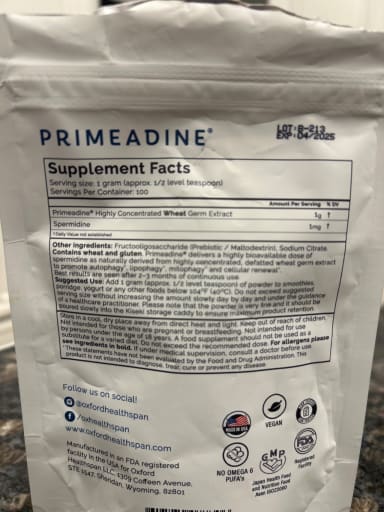 LOT: B-213
EXP: 04/2025
PRIMEADINE®
Supplement Facts
Serving size: 1 gram (approx. 1/2 level teaspoon)
Servings Per Container: 100
Amount Per Serving % DV
Primeadine® Highly Concentrated Wheat Germ Extract 1g †
Spermidine 1mg †
† Daily Value not established
Other ingredients: Fructooligosaccharide (Prebiotic / Maltodextrin), Sodium Citrate.
Contains wheat and gluten. Primeadine® delivers a highly bioavailable dose of
spermidine as naturally derived from highly concentrated, defatted wheat germ extract
to promote autophagy*, lipophagy*, mitophagy* and cellular renewal*.
Best results are seen after 2-3 months of continuous use.
Suggested Use: Add 1 gram (approx. 1/2 level teaspoon) of powder to smoothies
porridge, yogurt or any other foods below 104°F (40°C). Do not exceed suggested
serving size without increasing the amount slowly day by day and under the guidance
of a healthcare practitioner. Please note that the powder is very fine and it should be
poured slowly into the Kiseki storage caddy to ensure maximum product retention.
Store in a cool, dry place away from direct heat and light. Keep out of reach of children.
Not intended for those who are pregnant or breastfeeding. Not intended for use
by persons under the age of 18 years. A food supplement should not be used as a
substitute for a varied diet. Do not exceed the recommended dose. For allergens please
see ingredients in bold. If under medical supervision, consult a doctor before use.
*These statements have not been evaluated by the Food and Drug Administration. This
product is not intended to diagnose, treat, cure or prevent any disease.
Follow us on social!
@oxfordhealthspan
/oxhealthspan
www.oxfordhealthspan.com
Manufactured in an FDA registered
facility in the USA for Oxford
Healthspan LLC, 1309 Coffeen Avenue,
STE 1547, Sheridan, Wyoming, 82801
MADE IN USA
VEGAN
NO OMEGA 6
PUFA's
GMP
Japan Health Food
and Nutrition Food
Assn ISO22000
FDA
Registered
Facility